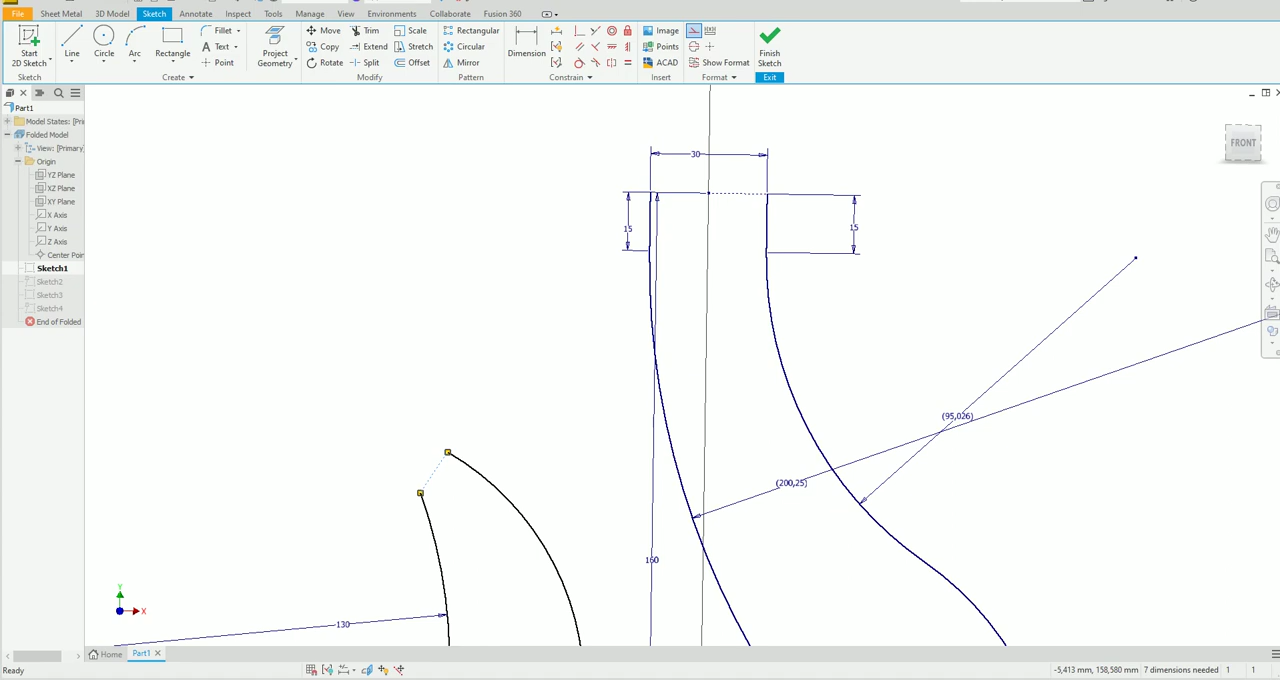 File Sheet Metal 3D Model Sketch Annotate Inspect Tools Manage View Environments Collaborate Fusion 360
Start
2D Sketch
Line
Circle
Arc
Rectangle
Fillet
Text
Point
Project
Geometry
Move
Copy
Rotate
Trim
Extend
Split
Scale
Stretch
Offset
Rectangular
Circular
Mirror
Dimension
Image
Points
ACAD
Show Format
Finish
Sketch
Sketch
Create
Modify
Pattern
Constrain
Insert
Format
Exit
Part1
Model States: [Pri
Folded Model
View: [Primary]
Origin
YZ Plane
XZ Plane
XY Plane
X Axis
Y Axis
Z Axis
Center Poin
Sketch1
Sketch2
Sketch3
Sketch4
End of Folded
FRONT
30
15
15
(95,026)
(200,25)
160
130
Y
X
Home
Part1
Ready
-5,413 mm, 158,580 mm 7 dimensions needed 1 1